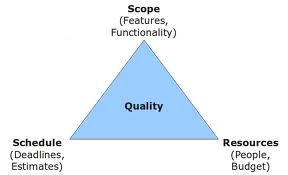 Scope
(Features,
Functionality)
Quality
Schedule
(Deadlines,
Estimates)
Resources
(People,
Budget)